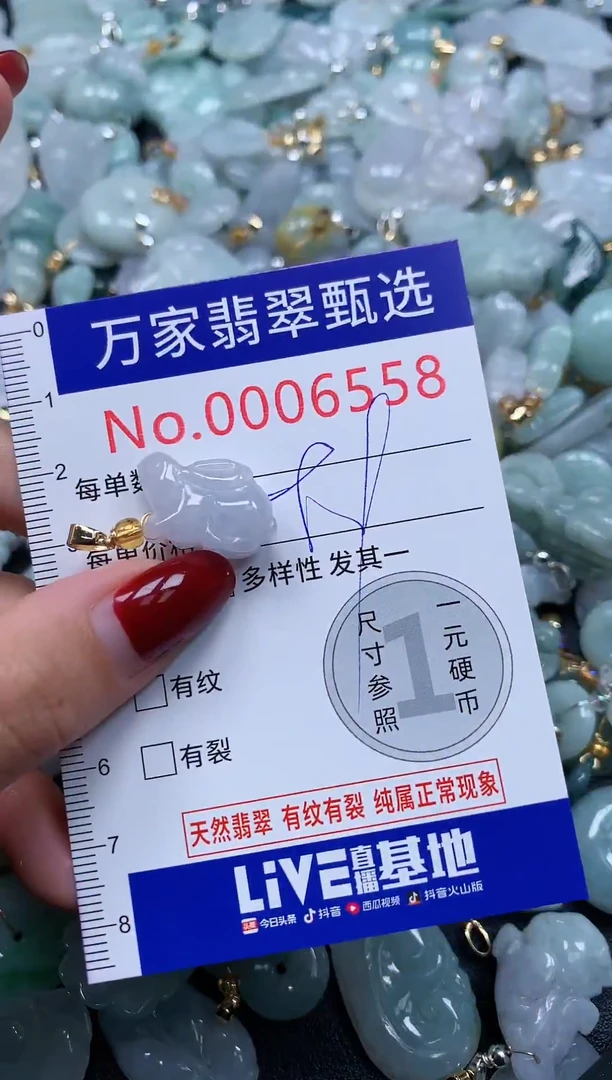 0
万家翡翠甄选
1
No.0006558
2
每单数
每单价格
多样性 发其一
尺寸参照
1
一元硬币
有纹
6
有裂
天然翡翠 有纹有裂 纯属正常现象
7
LiVE直播基地
8
头条 今日头条 抖音 西瓜视频 抖音火山版